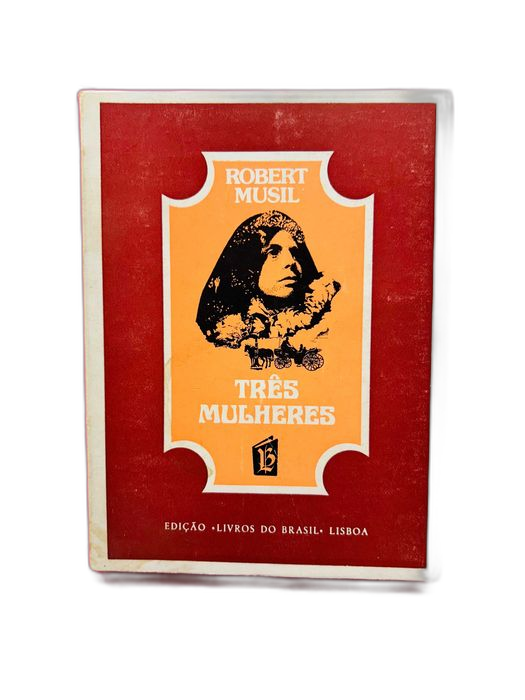 ROBERT
MUSIL
TRÊS
MULHERES
EDIÇÃO «LIVROS DO BRASIL» LISBOA